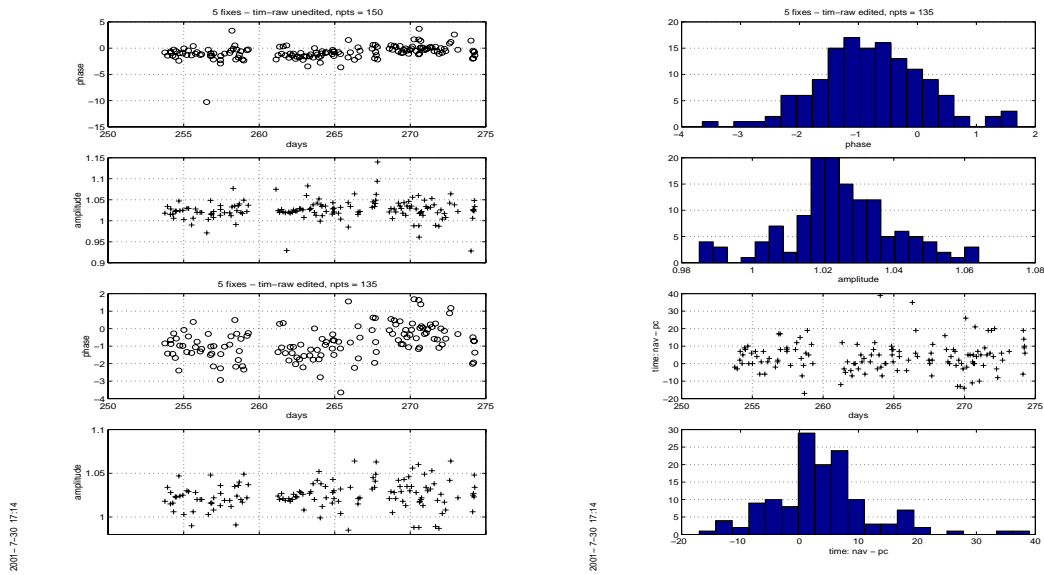 5 fixes – tim–raw unedited, npts = 150
5
0
−5
−10
−15
phase
250 255 260 265 270 275
days
1.15
1.1
1.05
1
0.95
0.9
amplitude
5 fixes – tim–raw edited, npts = 135
2
1
0
−1
−2
−3
−4
phase
250 255 260 265 270 275
days
1.1
1.05
1
amplitude
2001−7−30 17:14
5 fixes – tim–raw edited, npts = 135
20
15
10
5
0
−4 −3 −2 −1 0 1 2
phase
20
15
10
5
0
0.98 1 1.02 1.04 1.06 1.08
amplitude
40
30
20
10
0
−10
−20
time: nav – pc
250 255 260 265 270 275
days
30
25
20
15
10
5
0
−20 −10 0 10 20 30 40
time: nav – pc
2001−7−30 17:14